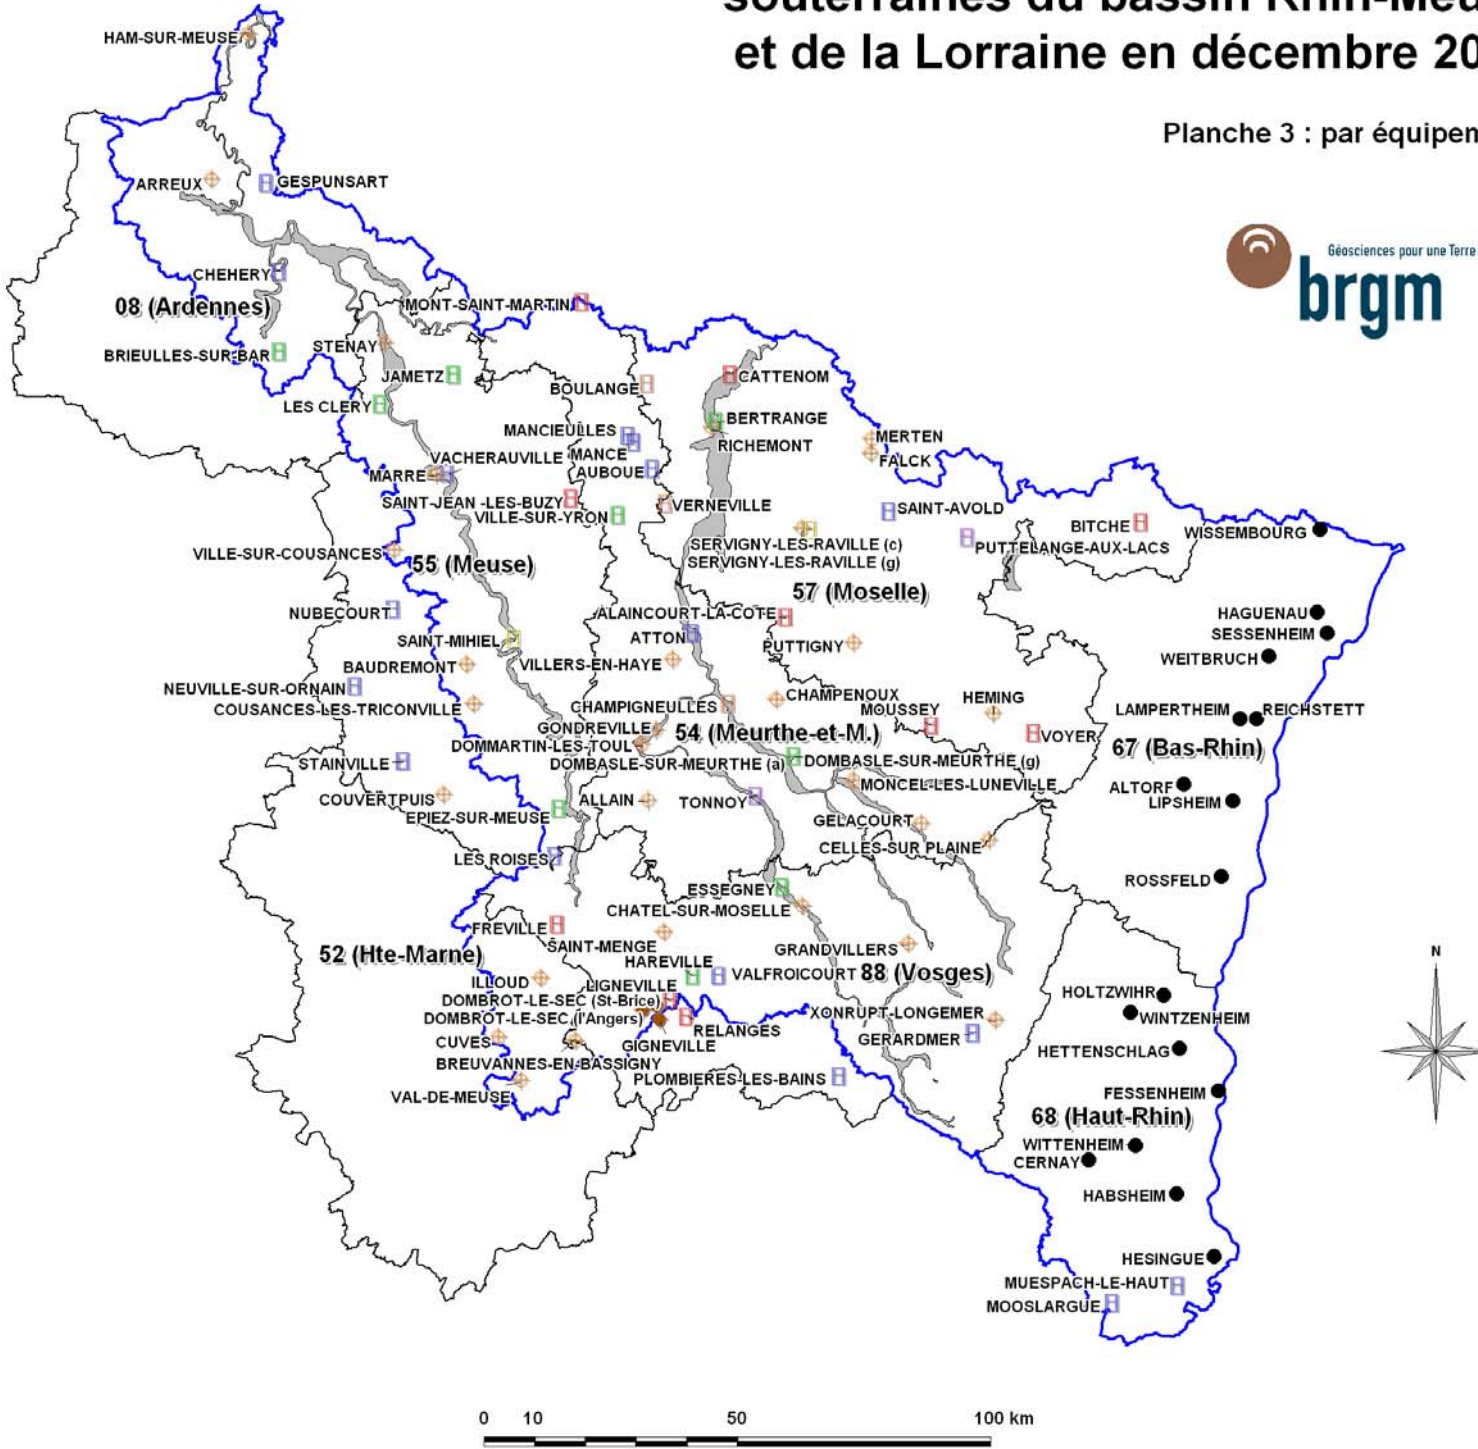 souterraines du bassin Rhin-Meu
et de la Lorraine en décembre 20
Planche 3 : par équipem
Géosciences pour une Terre
brgm
HAM-SUR-MEUSE
ARREUX
GESPUNSART
CHEHERY
08 (Ardennes)
MONT-SAINT-MARTIN
STENAY
BRIEULLES-SUR-BAR
JAMETZ
BOULANGE
CATTENOM
LES CLERY
BERTRANGE
MANCIEULLES
RICHEMONT
MERTEN
FALCK
VACHERAUVILLE
MANCE
AUBOUE
MARRE
SAINT-JEAN -LES-BUZY
VERNEVILLE
SAINT-AVOLD
VILLE-SUR-YRON
BITCHE
WISSEMBOURG
SERVIGNY-LES-RAVILLE (c)
PUTTELANGE-AUX-LACS
VILLE-SUR-COUSANCES
SERVIGNY-LES-RAVILLE (g)
55 (Meuse)
57 (Moselle)
NUBECOURT
ALAINCOURT-LA-COTE
HAGUENAU
SAINT-MIHIEL
ATTON
SESSENHEIM
PUTTIGNY
WEITBRUCH
BAUDREMONT
VILLERS-EN-HAYE
NEUVILLE-SUR-ORNAIN
CHAMPENOUX
HEMING
COUSANCES-LES-TRICONVILLE
CHAMPIGNEULLES
MOUSSEY
LAMPERTHEIM
REICHSTETT
GONDREVILLE
54 (Meurthe-et-M.)
VOYER
DOMMARTIN-LES-TOUL
67 (Bas-Rhin)
STAINVILLE
DOMBASLE-SUR-MEURTHE (a)
DOMBASLE-SUR-MEURTHE (g)
MONCEL-LES-LUNEVILLE
ALTORF
COUVERTPUIS
ALLAIN
TONNOY
LIPSHEIM
EPIEZ-SUR-MEUSE
GELACOURT
CELLES-SUR PLAINE
LES ROISES
ROSSFELD
ESSEGNEY
CHATEL-SUR-MOSELLE
FREVILLE
SAINT-MENGE
GRANDVILLERS
52 (Hte-Marne)
HAREVILLE
VALFROICOURT
88 (Vosges)
ILLOUD
LIGNEVILLE
HOLTZWIHR
DOMBROT-LE-SEC (St-Brice)
XONRUPT-LONGEMER
WINTZENHEIM
DOMBROT-LE-SEC (l'Angers)
RELANGES
CUVES
GIGNEVILLE
GERARDMER
HETTENSCHLAG
BREUVANNES-EN-BASSIGNY
PLOMBIERES-LES-BAINS
FESSENHEIM
VAL-DE-MEUSE
68 (Haut-Rhin)
WITTENHEIM
CERNAY
HABSHEIM
HESINGUE
MUESPACH-LE-HAUT
MOOSLARGUE
N
0 10 50 100 km